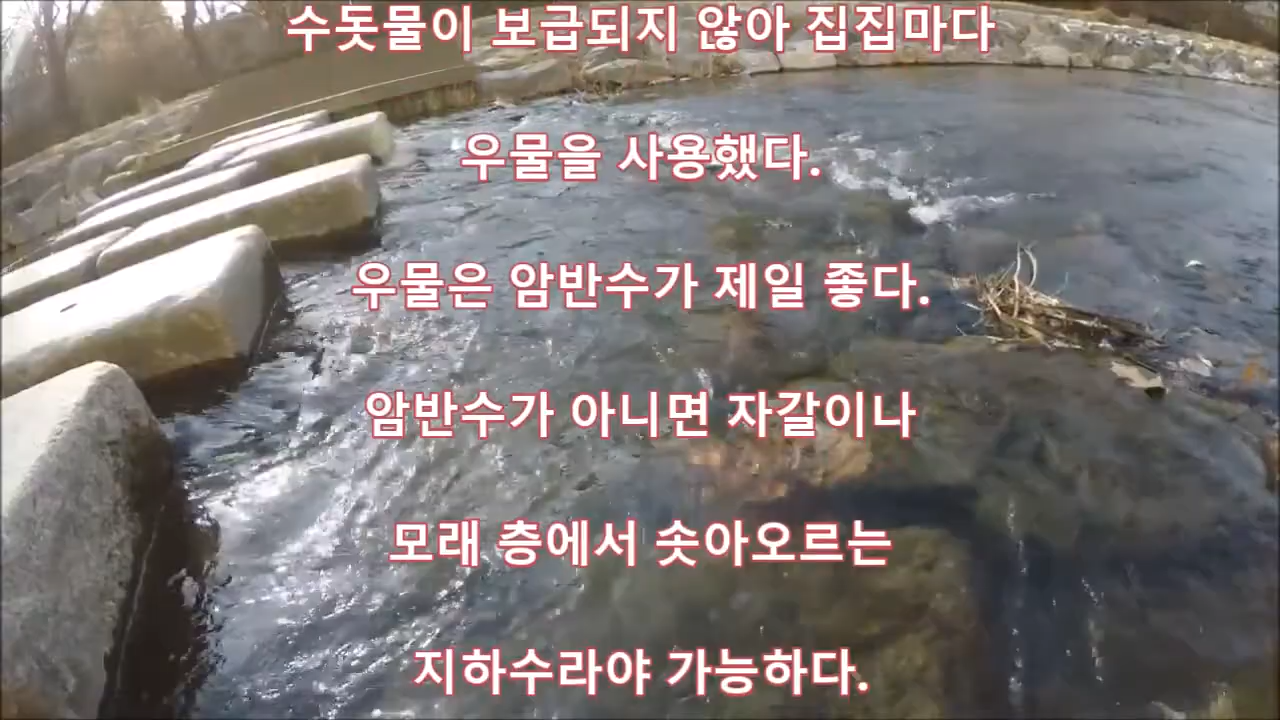 수돗물이 보급되지 않아 집집마다
우물을 사용했다.
우물은 암반수가 제일 좋다.
암반수가 아니면 자갈이나
모래 층에서 솟아오르는
지하수라야 가능하다.